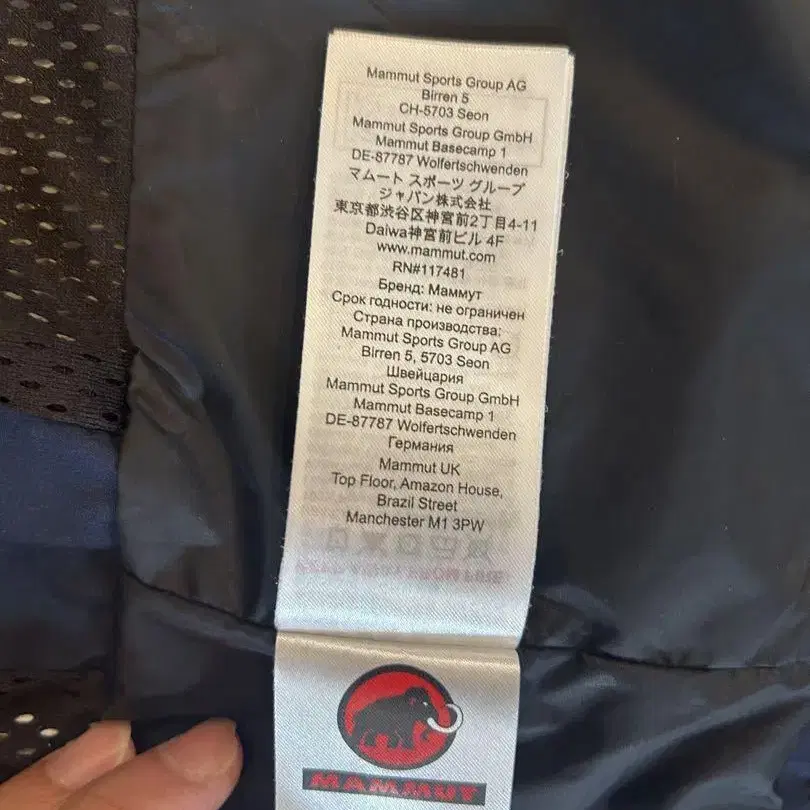 Mammut Sports Group AG
Birren 5
CH-5703 Seon
Mammut Sports Group GmbH
Mammut Basecamp 1
DE-87787 Wolfertschwenden
マムート スポーツ グループ
ジャパン株式会社
東京都渋谷区神宮前2丁目4-11
Daiwa神宮前ビル 4F
www.mammut.com
RN#117481
Бренд: Маммут
Срок годности: не ограничен
Страна производства:
Mammut Sports Group AG
Birren 5, 5703 Seon
Швейцария
Mammut Sports Group GmbH
Mammut Basecamp 1
DE-87787 Wolfertschwenden
Германия
Mammut UK
Top Floor, Amazon House,
Brazil Street
Manchester M1 3PW
MAMMUT